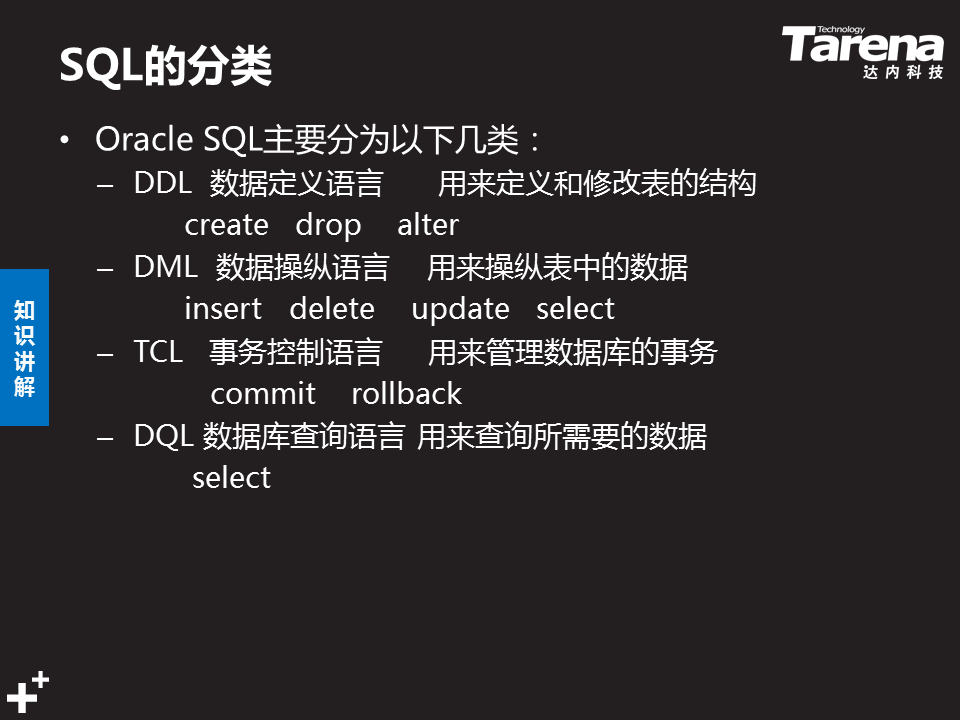 SQL的分类
Technology
Tarena
达内科技
• Oracle SQL主要分为以下几类：
– DDL 数据定义语言 用来定义和修改表的结构
create drop alter
– DML 数据操纵语言 用来操纵表中的数据
insert delete update select
– TCL 事务控制语言 用来管理数据库的事务
commit rollback
– DQL 数据库查询语言 用来查询所需要的数据
select
知
识
讲
解